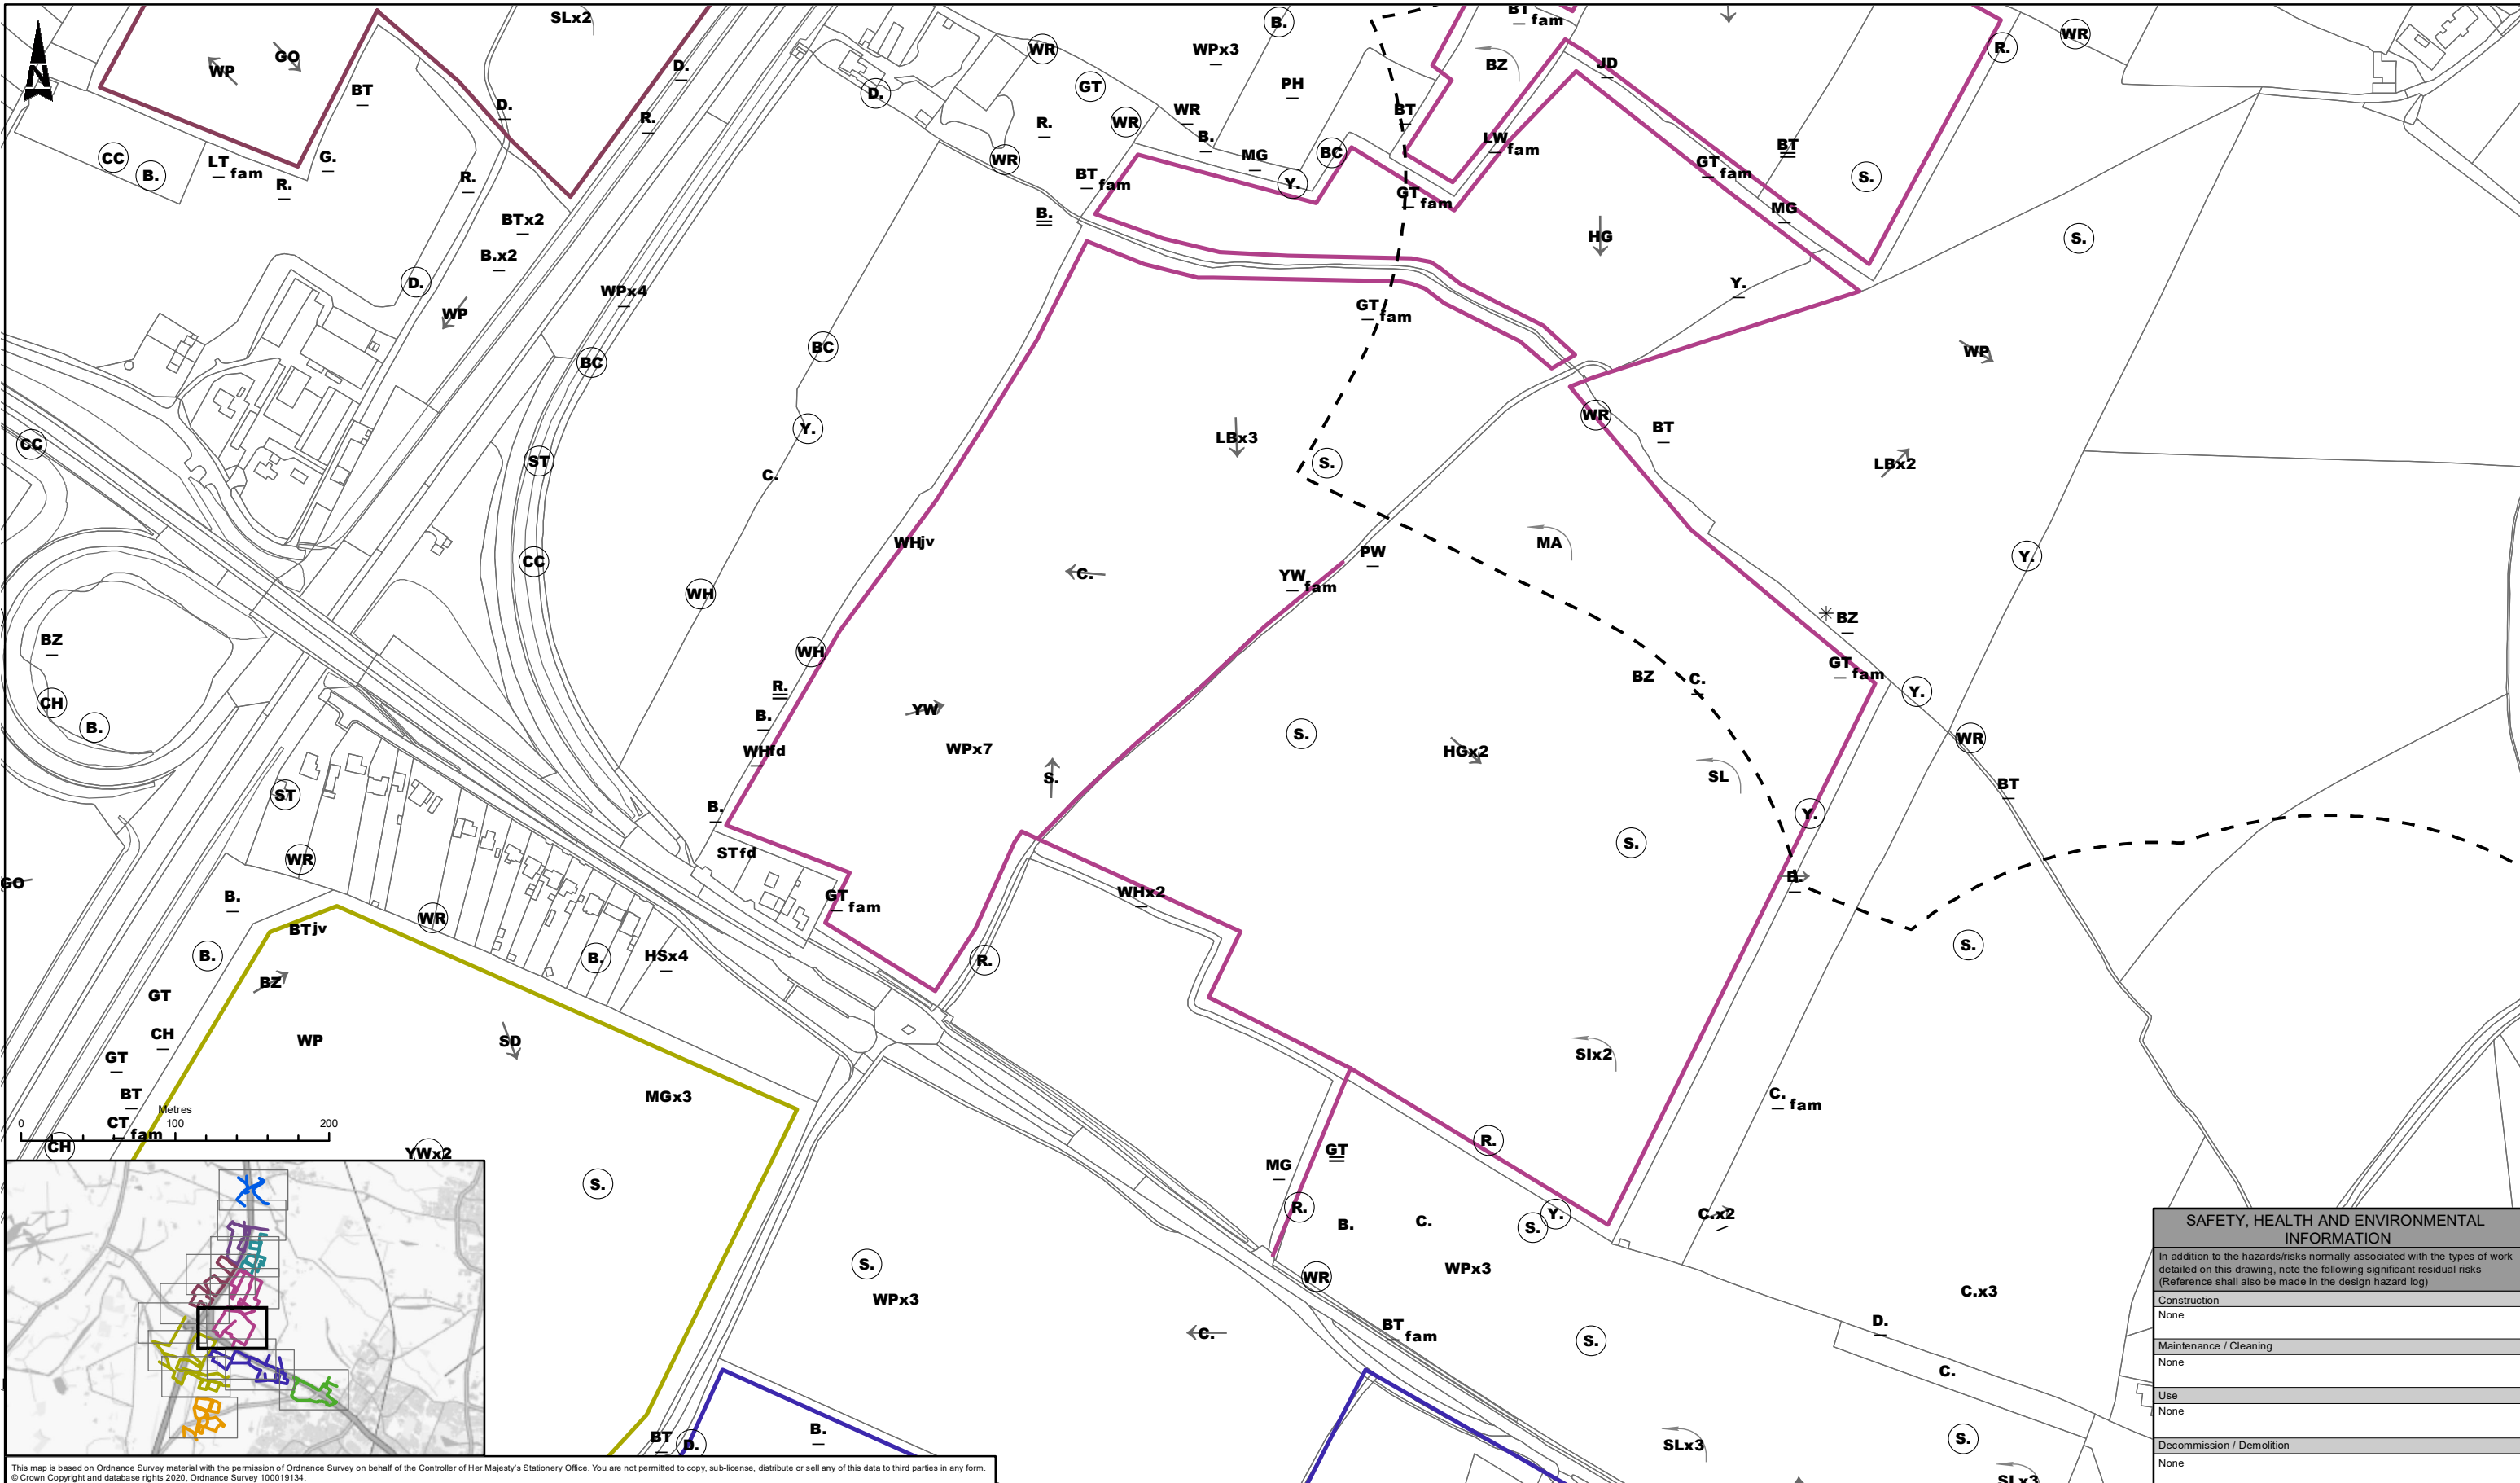 SLx2
BT fam
B.
WR
WPx3
BZ
JD
R.
WR
WP
GO
BT
D.
D.
R.
D.
GT
PH
WR
WR
BT
B.
LW fam
BT
CC
B.
LT fam
G.
R.
R.
R.
WR
BT fam
MG
BC
Y.
GT fam
GT fam
S.
MG
BTx2
B.x2
B.
HG
S.
D.
WP
WPx4
GT fam
Y.
BC
BC
WP
Y.
WR
BT
CC
ST
C.
LBx3
S.
LBx2
WHjv
MA
PW
Y.
CC
WH
C.
YW fam
BZ
BZ
WH
GT fam
BZ
C.
Y.
CH
B.
R.
B.
YW
WHfd
WPx7
S.
HGx2
WR
S.
SL
BT
ST
B.
Y.
WR
STfd
S.
GO
B.
WR
GT fam
WHx2
B.
BTjv
B.
BZ
B.
HSx4
R.
S.
GT
CH
GT
WP
SD
SIx2
BT
MGx3
C. fam
CT fam
CH
Metres
0 100 200
YWx2
S.
MG
GT
R.
R.
B.
C.
S.
Y.
C.x2
S.
WPx3
WR
WPx3
C.x3
C.
BT fam
S.
D.
C.
BT
D.
B.
SLx3
S.
SLx3
N
SAFETY, HEALTH AND ENVIRONMENTAL
INFORMATION
In addition to the hazards/risks normally associated with the types of work
detailed on this drawing, note the following significant residual risks
(Reference shall also be made in the design hazard log)
Construction
None
Maintenance / Cleaning
None
Use
None
Decommission / Demolition
None
This map is based on Ordnance Survey material with the permission of Ordnance Survey on behalf of the Controller of Her Majesty's Stationery Office. You are not permitted to copy, sub-license, distribute or sell any of this data to third parties in any form.
© Crown Copyright and database rights 2020, Ordnance Survey 100019134.